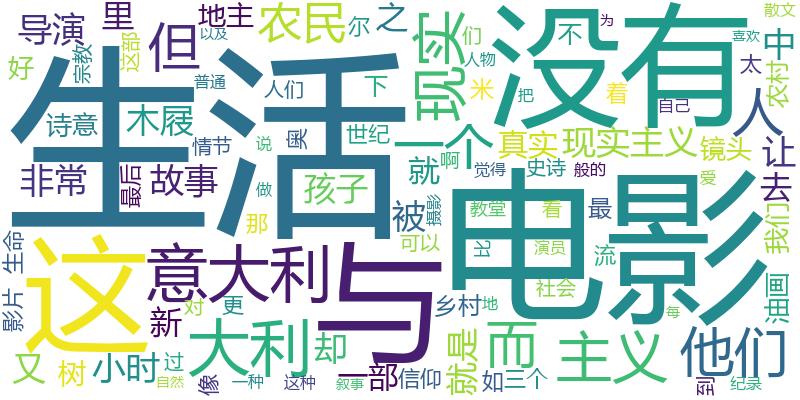 导演
里
但
地主
农民
尔
之
现实
没有
散文
为
喜欢
不
中
农村
好
宗教
这部
以及
普通
人们
下
们
人物
米
把
着
自己
太
人
生活
诗意
木屐
情节
说
奥
世纪
一个
真实
现实主义
镜头
让
非常
最后
故事
做
孩子
就
啊
觉得
史诗
般的
爱
去
那
被
摄影
教堂
看
最
我们
电影
影片
生命
这
意大利
与
可以
比
演员
流
油画
对
更
乡村
地
社会
每
新
大利
却
而
主义
他们
又
树
小时
过
自然
像
一种
这种
叙事
一部
信仰
就是
如
三个
到
纪录